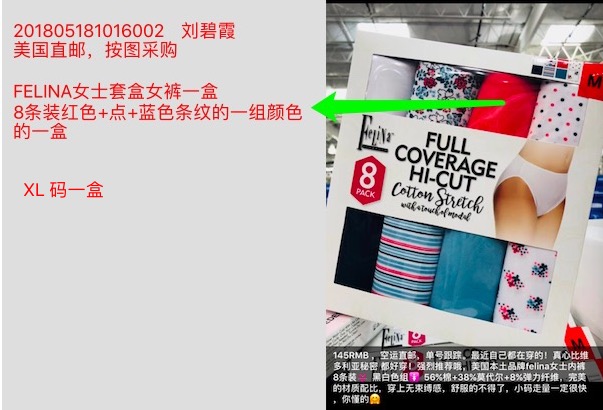 201805181016002 刘碧霞
美国直邮，按图采购
FELINA女士套盒女裤一盒
8条装红色+点+蓝色条纹的一组颜色
的一盒
XL 码一盒
M
Felina
FULL
COVERAGE
HI-CUT
Cotton Stretch
with a touch of modal
8
PACK
8
PACK
FULL
M
145RMB ，空运直邮，单号跟踪。最近自己都在穿的！真心比维
多利亚秘密 都好穿！强烈推荐哦，美国本土品牌felina女士内裤
8条装💢 黑白色组⬇️ 56%棉+38%莫代尔+8%弹力纤维，完美
的材质配比，穿上无束缚感，舒服的不得了，小码走量一定很快
，你懂的🤗